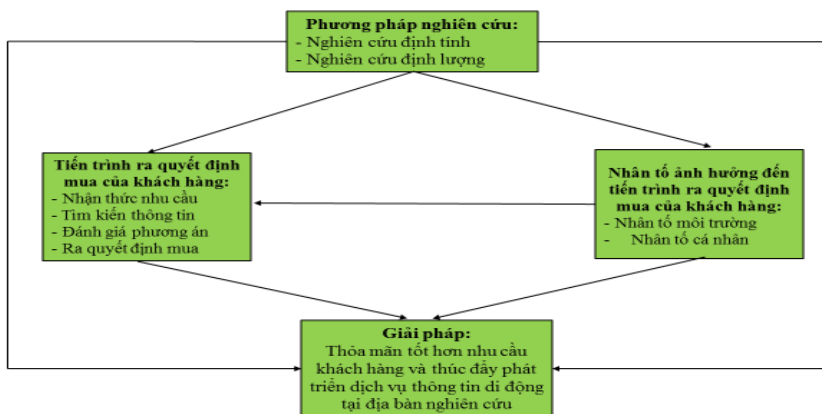 Phương pháp nghiên cứu:
- Nghiên cứu định tính
- Nghiên cứu định lượng
Tiến trình ra quyết định
mua của khách hàng:
- Nhận thức nhu cầu
- Tìm kiến thông tin
- Đánh giá phương án
- Ra quyết định mua
Nhân tố ảnh hưởng đến
tiến trình ra quyết định
mua của khách hàng:
- Nhân tố môi trường
- Nhân tố cá nhân
Giải pháp:
Thỏa mãn tốt hơn nhu cầu
khách hàng và thúc đẩy phát
triển dịch vụ thông tin di động
tại địa bàn nghiên cứu